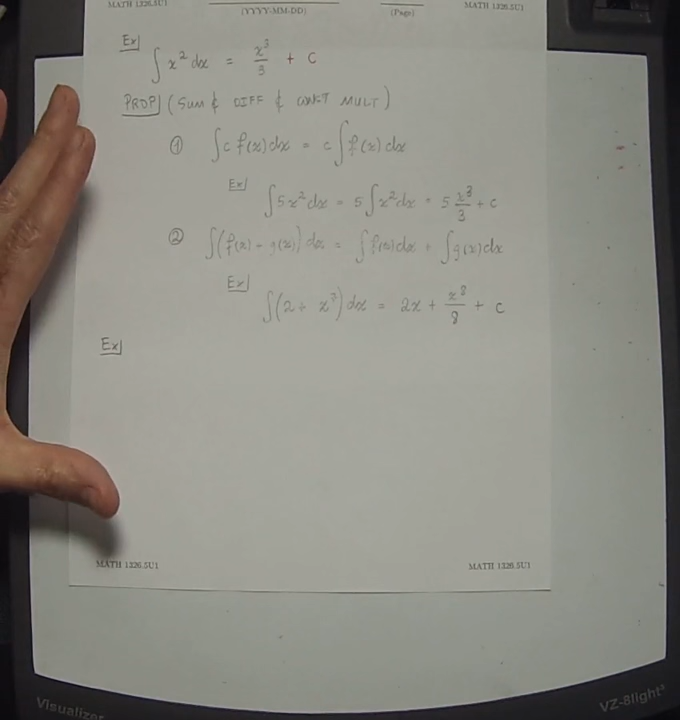 MATH 1326.5U1 (YYYY-MM-DD) (Page) MATH 1326.5U1
Ex
∫ x² dx = x³/3 + C
PROP (SUM & DIFF & CONST MULT)
① ∫c f(x) dx = c ∫f(x) dx
Ex
∫5x² dx = 5∫x² dx = 5 x³/3 + c
② ∫(f(x) + g(x)) dx = ∫f(x) dx + ∫g(x) dx
Ex
∫(2 + x⁷) dx = 2x + x⁸/8 + c
Ex
MATH 1326.5U1 MATH 1326.5U1
Visualizer VZ-8light³